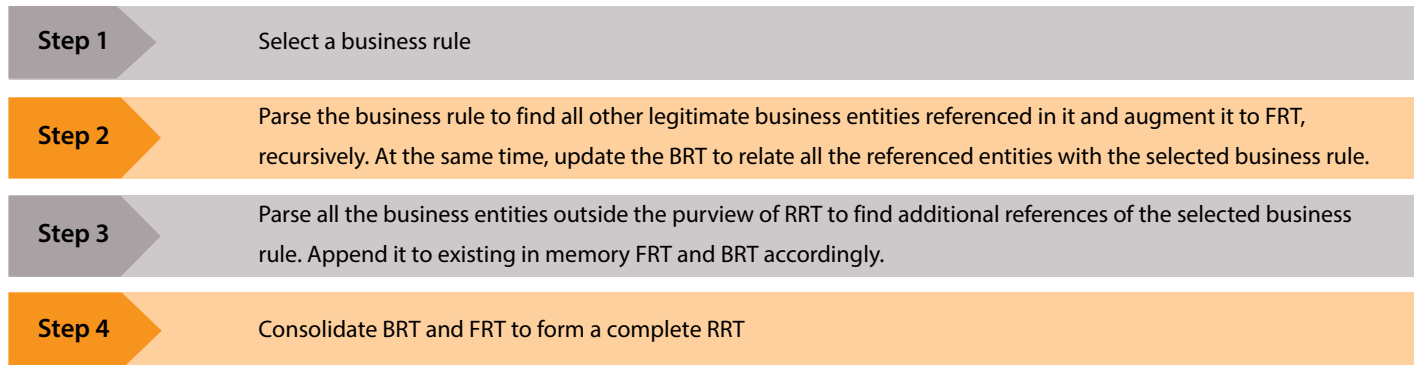 Step 1
Select a business rule
Step 2
Parse the business rule to find all other legitimate business entities referenced in it and augment it to FRT,
recursively. At the same time, update the BRT to relate all the referenced entities with the selected business rule.
Step 3
Parse all the business entities outside the purview of RRT to find additional references of the selected business
rule. Append it to existing in memory FRT and BRT accordingly.
Step 4
Consolidate BRT and FRT to form a complete RRT